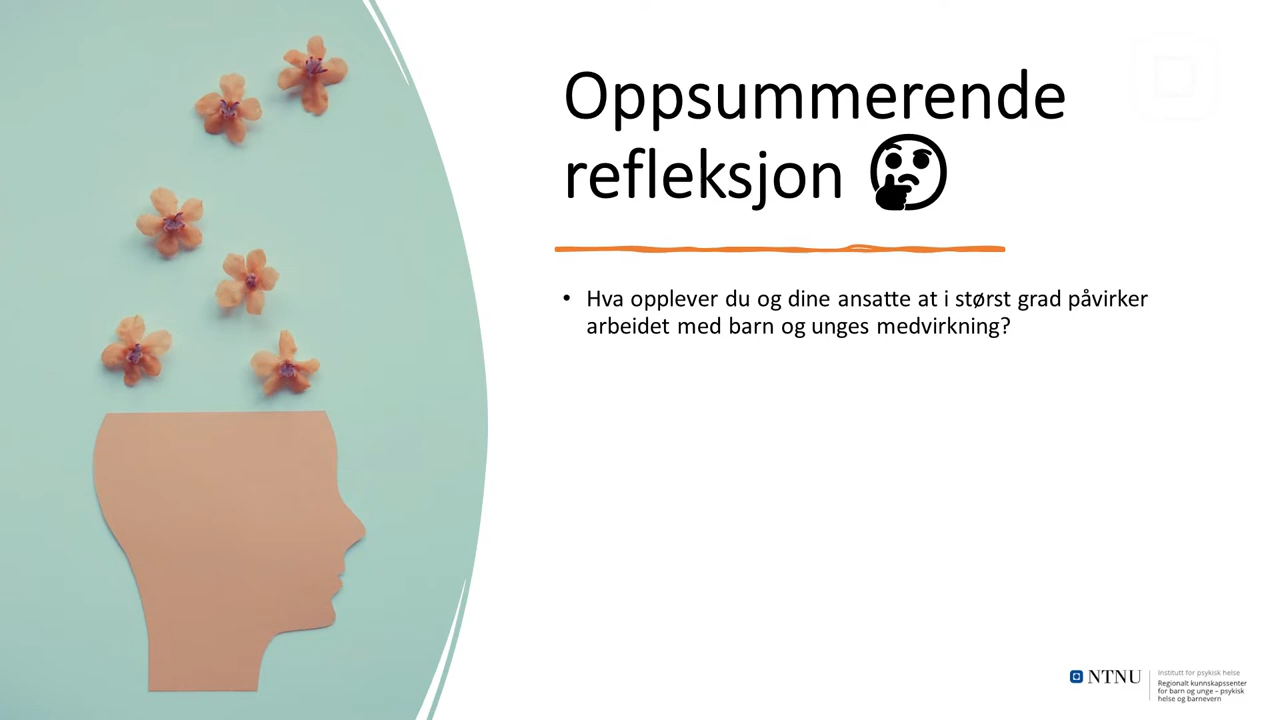 Oppsummerende
refleksjon 🤔
• Hva opplever du og dine ansatte at i størst grad påvirker
arbeidet med barn og unges medvirkning?
NTNU
Institutt for psykisk helse
Regionalt kunnskapssenter
for barn og unge – psykisk
helse og barnevern